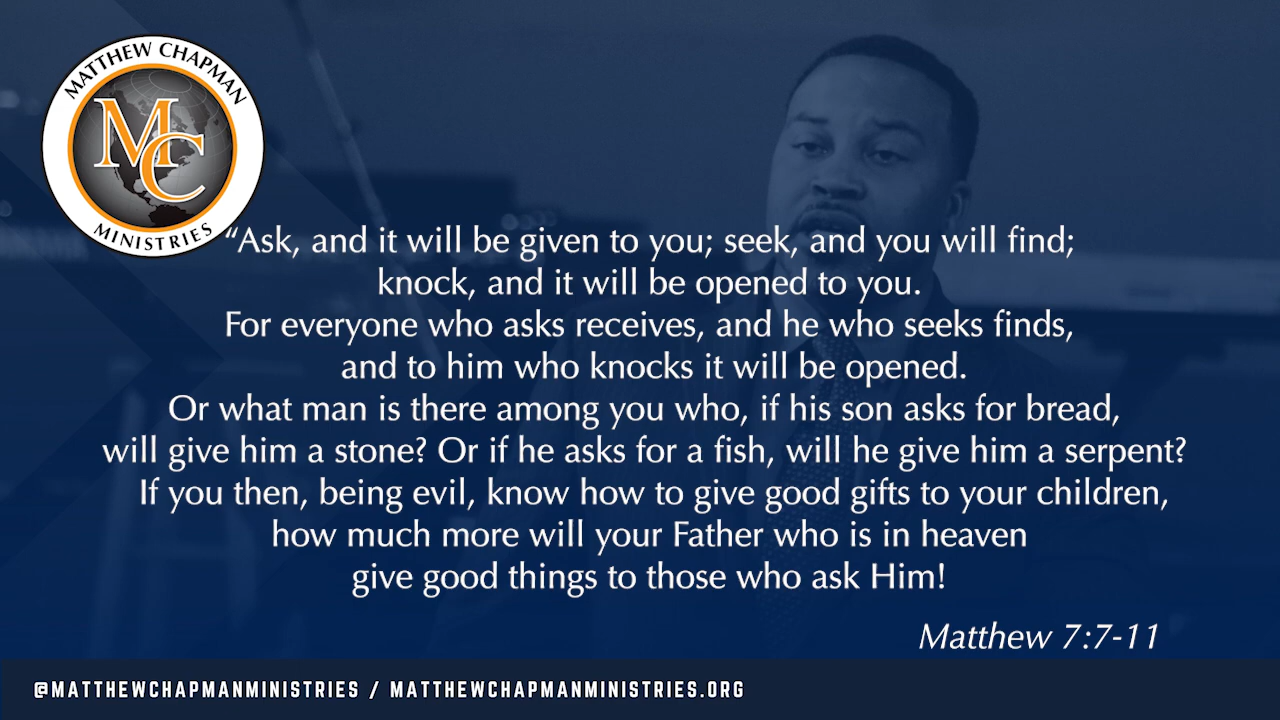 MATTHEW CHAPMAN
MC
MINISTRIES
“Ask, and it will be given to you; seek, and you will find;
knock, and it will be opened to you.
For everyone who asks receives, and he who seeks finds,
and to him who knocks it will be opened.
Or what man is there among you who, if his son asks for bread,
will give him a stone? Or if he asks for a fish, will he give him a serpent?
If you then, being evil, know how to give good gifts to your children,
how much more will your Father who is in heaven
give good things to those who ask Him!
Matthew 7:7-11
@MATTHEWCHAPMANMINISTRIES / MATTHEWCHAPMANMINISTRIES.ORG